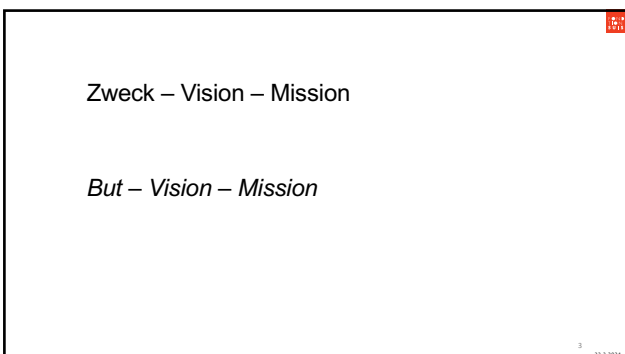 Zweck – Vision – Mission
But – Vision – Mission
3